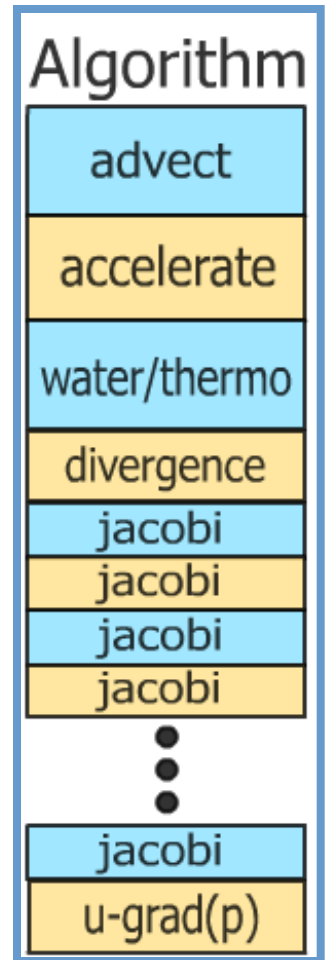 Algorithm
advect
accelerate
water/thermo
divergence
jacobi
jacobi
jacobi
jacobi
jacobi
u-grad(p)